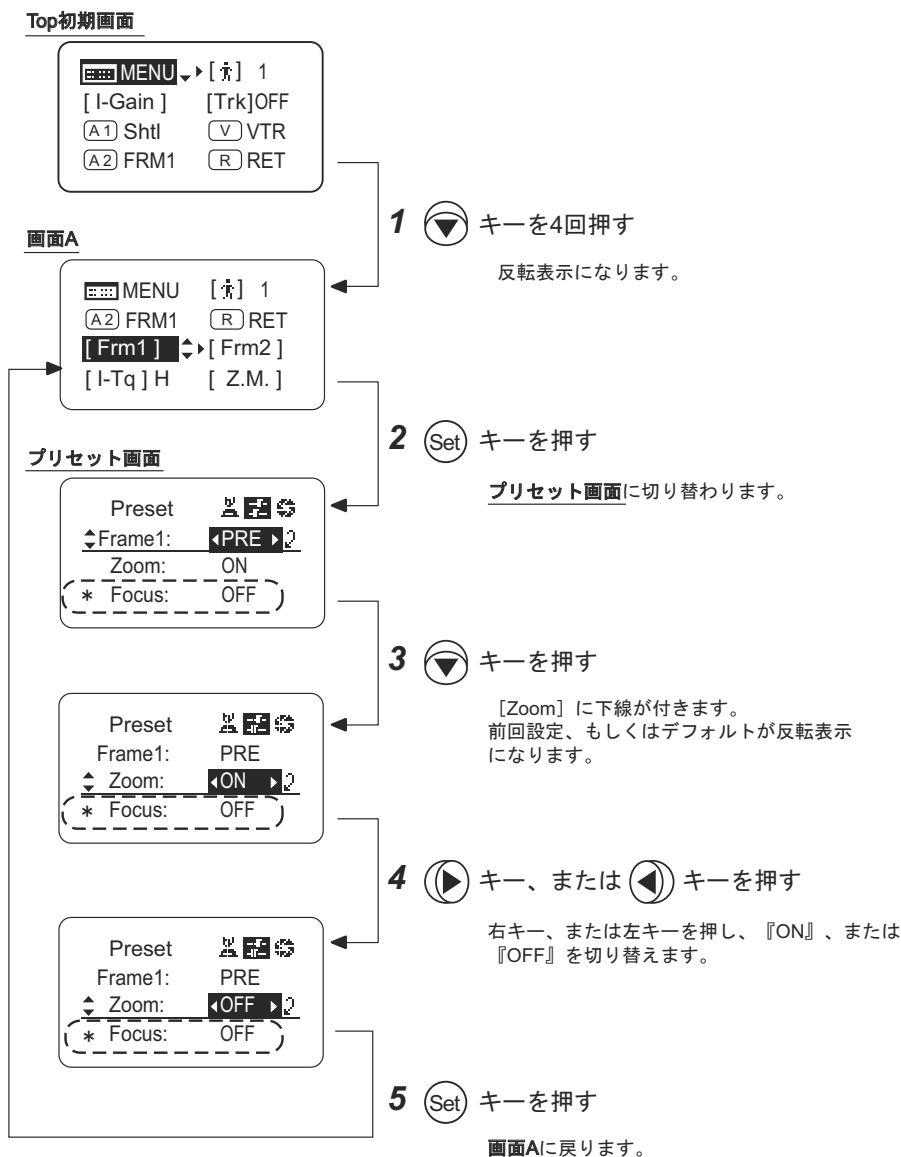 Top初期画面
MENU [ ] 1
[ I-Gain ] [Trk]OFF
A1 Shtl V VTR
A2 FRM1 R RET
1 キーを4回押す
反転表示になります。
画面A
MENU [ ] 1
A2 FRM1 R RET
[ Frm1 ] [ Frm2 ]
[ I-Tq ] H [ Z.M. ]
2 Set キーを押す
プリセット画面に切り替わります。
プリセット画面
Preset
Frame1: PRE
Zoom: ON
* Focus: OFF
3 キーを押す
[Zoom] に下線が付きます。
前回設定、もしくはデフォルトが反転表示
になります。
Preset
Frame1: PRE
Zoom: ON
* Focus: OFF
4 キー、または キーを押す
右キー、または左キーを押し、『ON』、または
『OFF』を切り替えます。
Preset
Frame1: PRE
Zoom: OFF
* Focus: OFF
5 Set キーを押す
画面Aに戻ります。